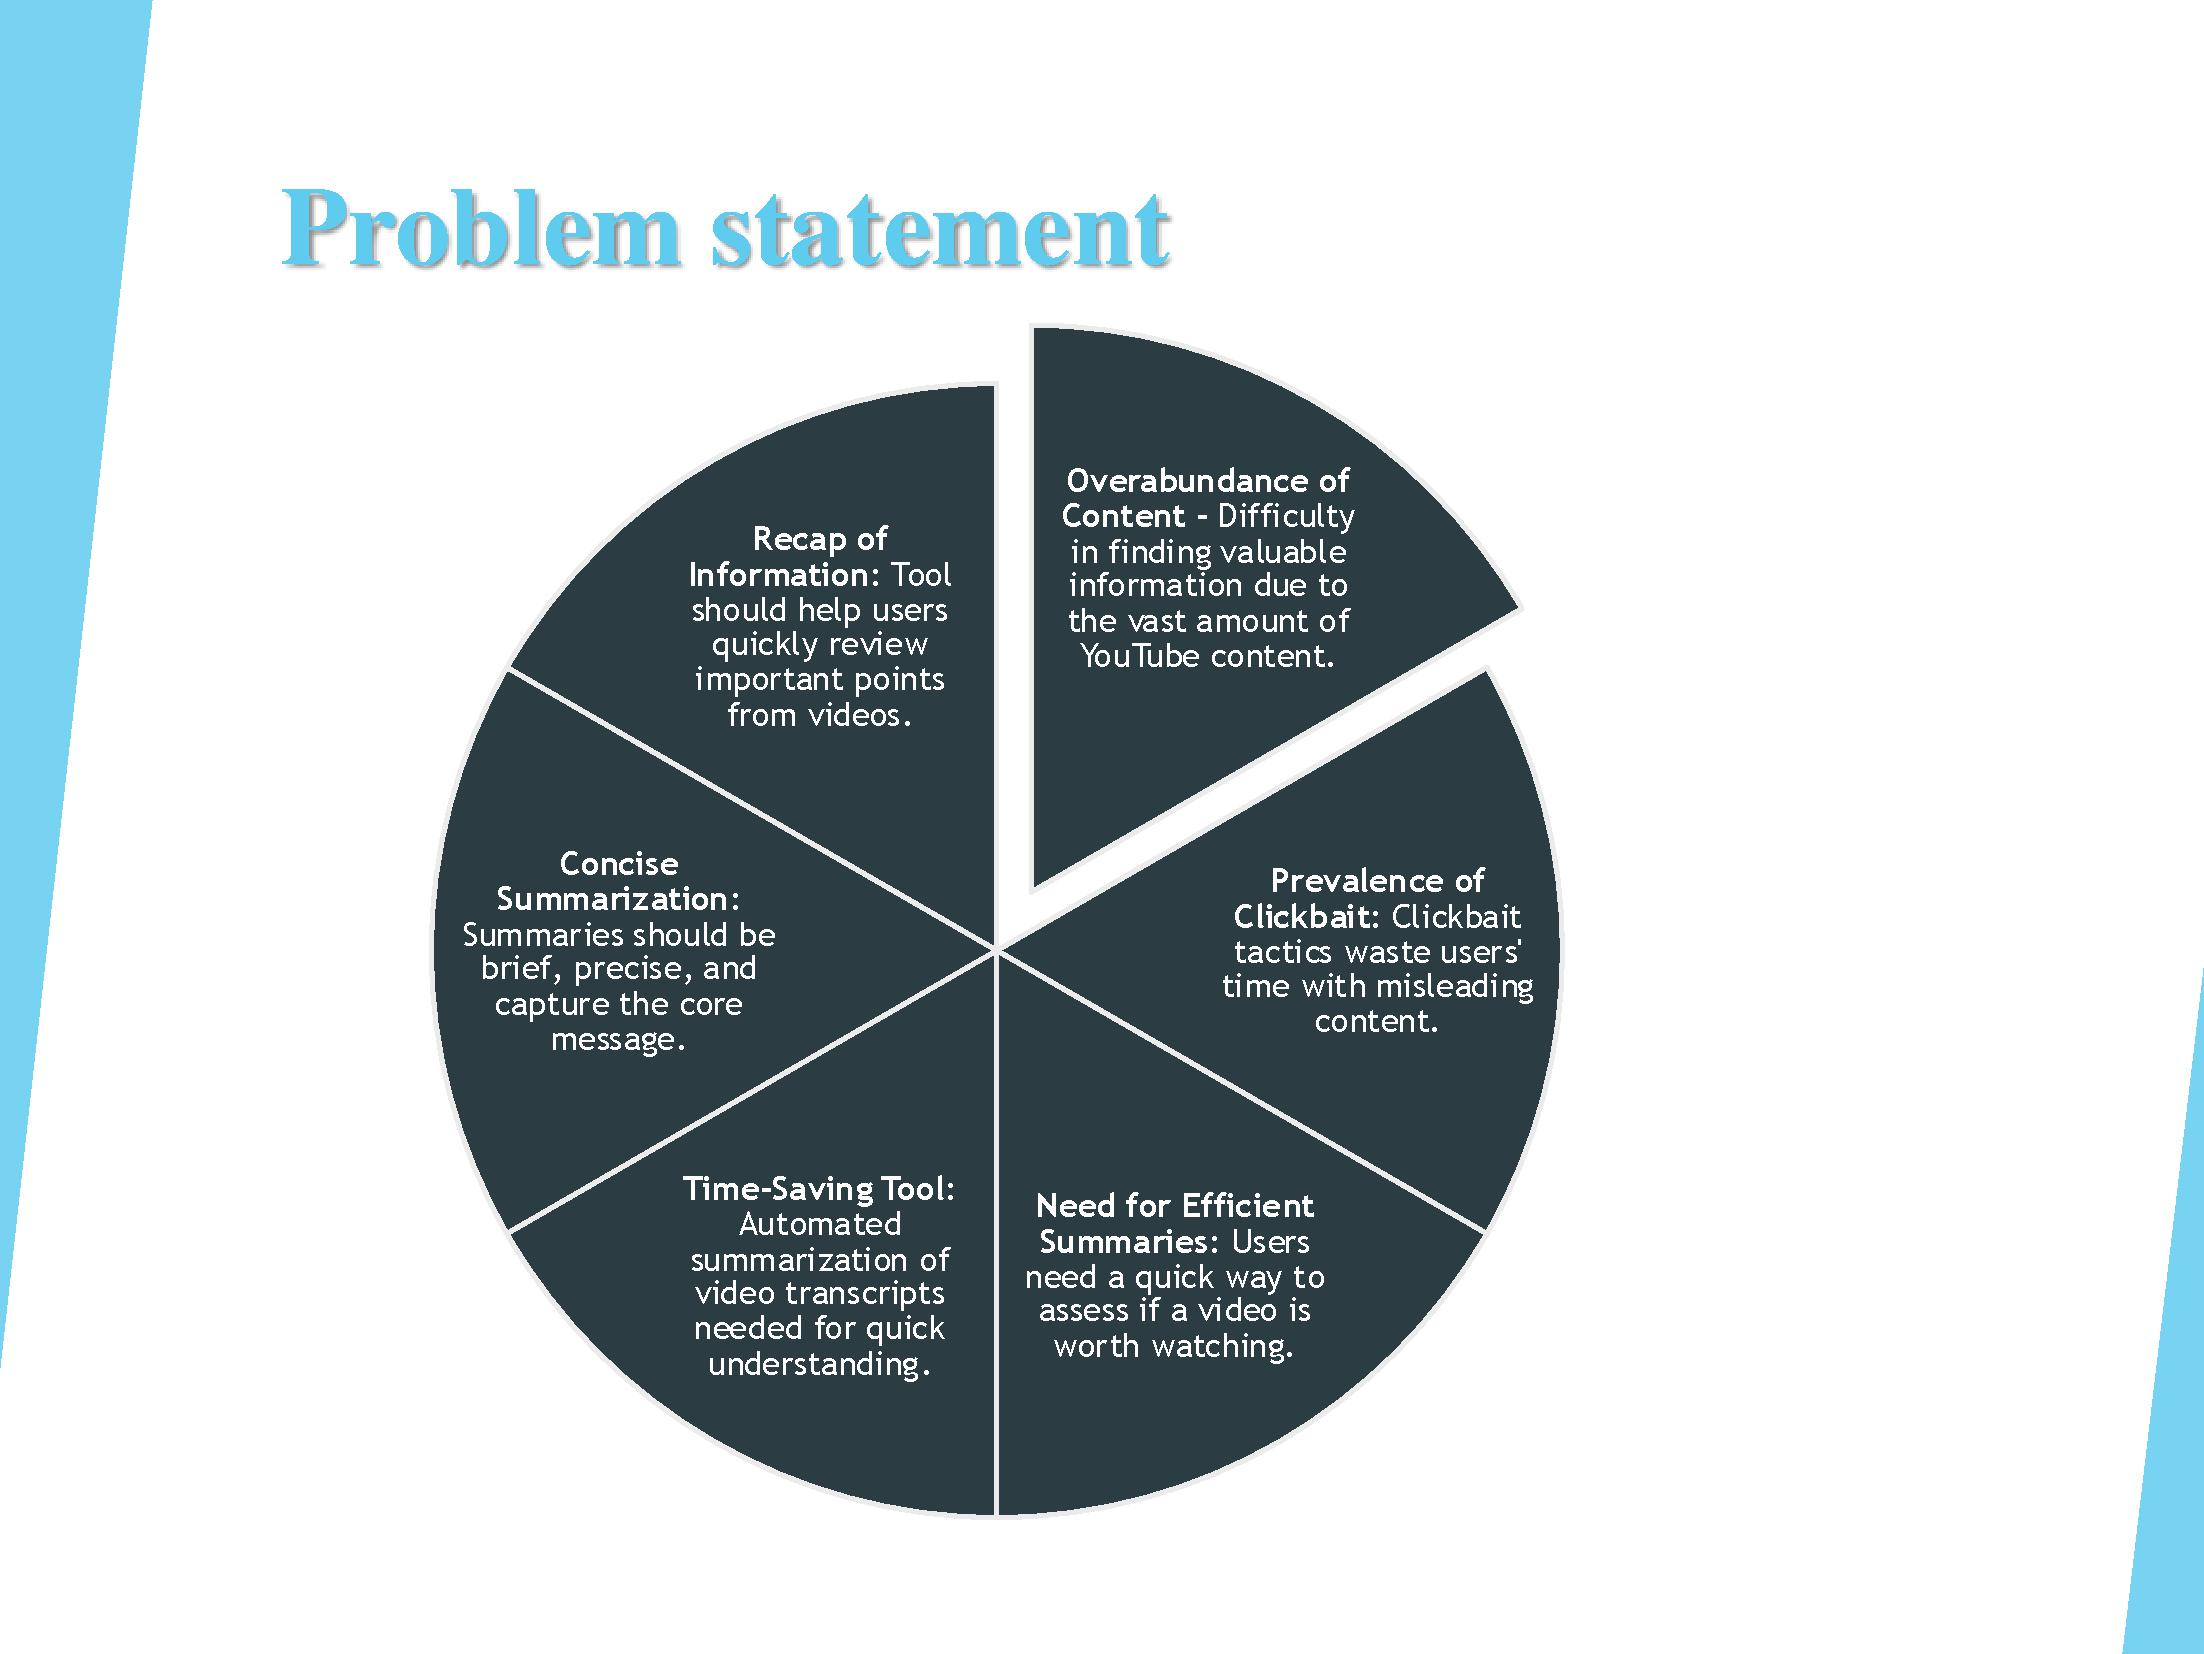 Problem statement
Overabundance of
Content - Difficulty
in finding valuable
information due to
the vast amount of
YouTube content.
Prevalence of
Clickbait: Clickbait
tactics waste users'
time with misleading
content.
Need for Efficient
Summaries: Users
need a quick way to
assess if a video is
worth watching.
Time-Saving Tool:
Automated
summarization of
video transcripts
needed for quick
understanding.
Concise
Summarization:
Summaries should be
brief, precise, and
capture the core
message.
Recap of
Information: Tool
should help users
quickly review
important points
from videos.